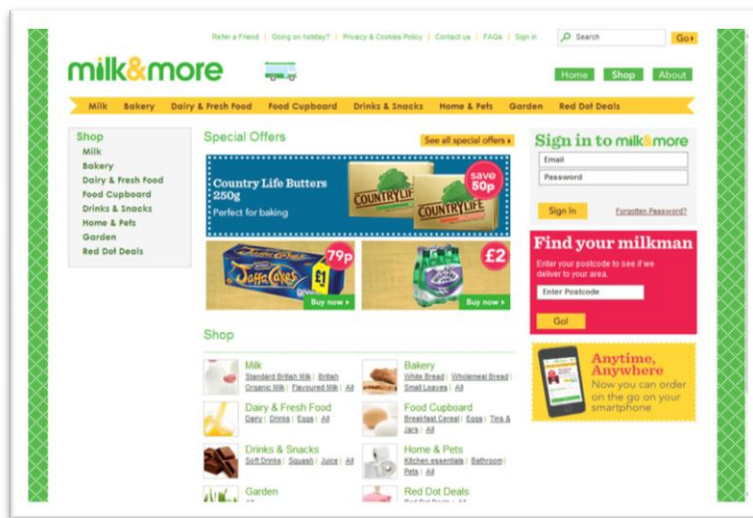 Refer a Friend | Going on holiday? | Privacy & Cookies Policy | Contact us | FAQs | Sign in
Search
Go
milk&more
Home
Shop
About
Milk Bakery Dairy & Fresh Food Food Cupboard Drinks & Snacks Home & Pets Garden Red Dot Deals
Shop
Milk
Bakery
Dairy & Fresh Food
Food Cupboard
Drinks & Snacks
Home & Pets
Garden
Red Dot Deals
Special Offers
See all special offers
Country Life Butters
250g
Perfect for baking
COUNTRYLIFE
COUNTRYLIFE
save
50p
Jaffa Cakes
£1
79p
Buy now
£2
Buy now
Sign in to milk&more
Email
Password
Sign In
Forgotten Password?
Find your milkman
Enter your postcode to see if we
deliver to your area.
Enter Postcode
Go!
Anytime,
Anywhere
Now you can order
on the go on your
smartphone
Shop
Milk
Standard British Milk | British
Organic Milk | Flavoured Milk | All
Bakery
White Bread | Wholemeal Bread |
Small Loaves | All
Dairy & Fresh Food
Dairy | Drinks | Eggs | All
Food Cupboard
Breakfast Cereal | Eggs | Tins &
Jars | All
Drinks & Snacks
Soft Drinks | Squash | Juice | All
Home & Pets
Kitchen essentials | Bathroom |
Pets | All
Garden
All
Red Dot Deals
Red Dot Deals | All